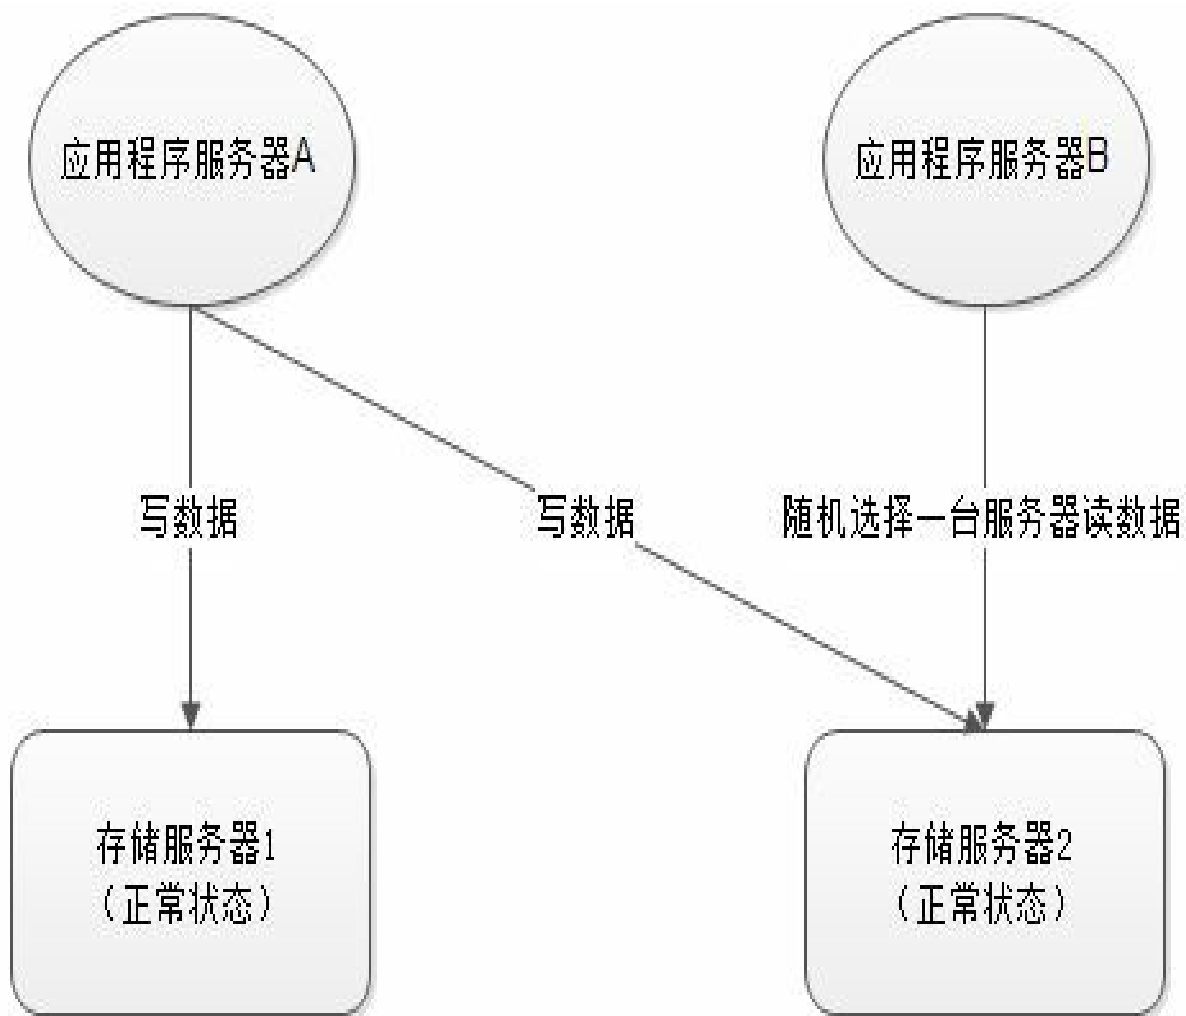 应用程序服务器A
应用程序服务器B
写数据
写数据
随机选择一台服务器读数据
存储服务器1
（正常状态）
存储服务器2
（正常状态）